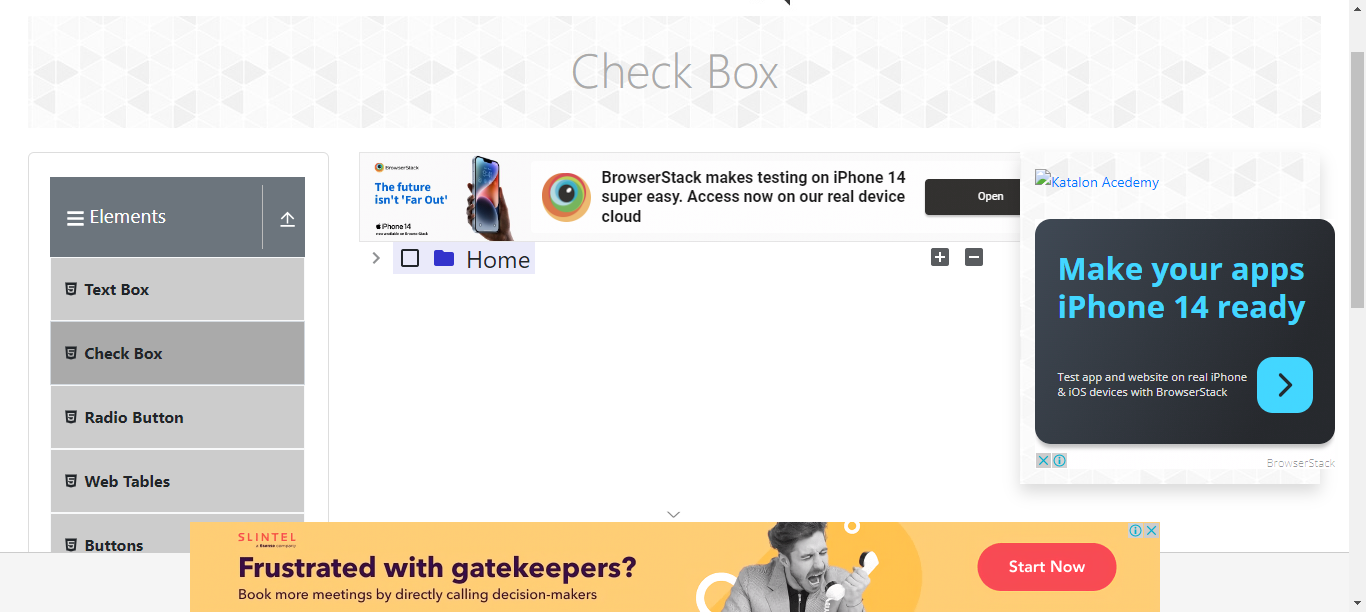 Check Box
Elements
Text Box
Check Box
Radio Button
Web Tables
Buttons
BrowserStack
The future
isn't 'Far Out'
iPhone 14
BrowserStack makes testing on iPhone 14
super easy. Access now on our real device
cloud
Open
Home
Katalon Acedemy
Make your apps
iPhone 14 ready
Test app and website on real iPhone
& iOS devices with BrowserStack
BrowserStack
SLINTEL
Frustrated with gatekeepers?
Book more meetings by directly calling decision-makers
Start Now